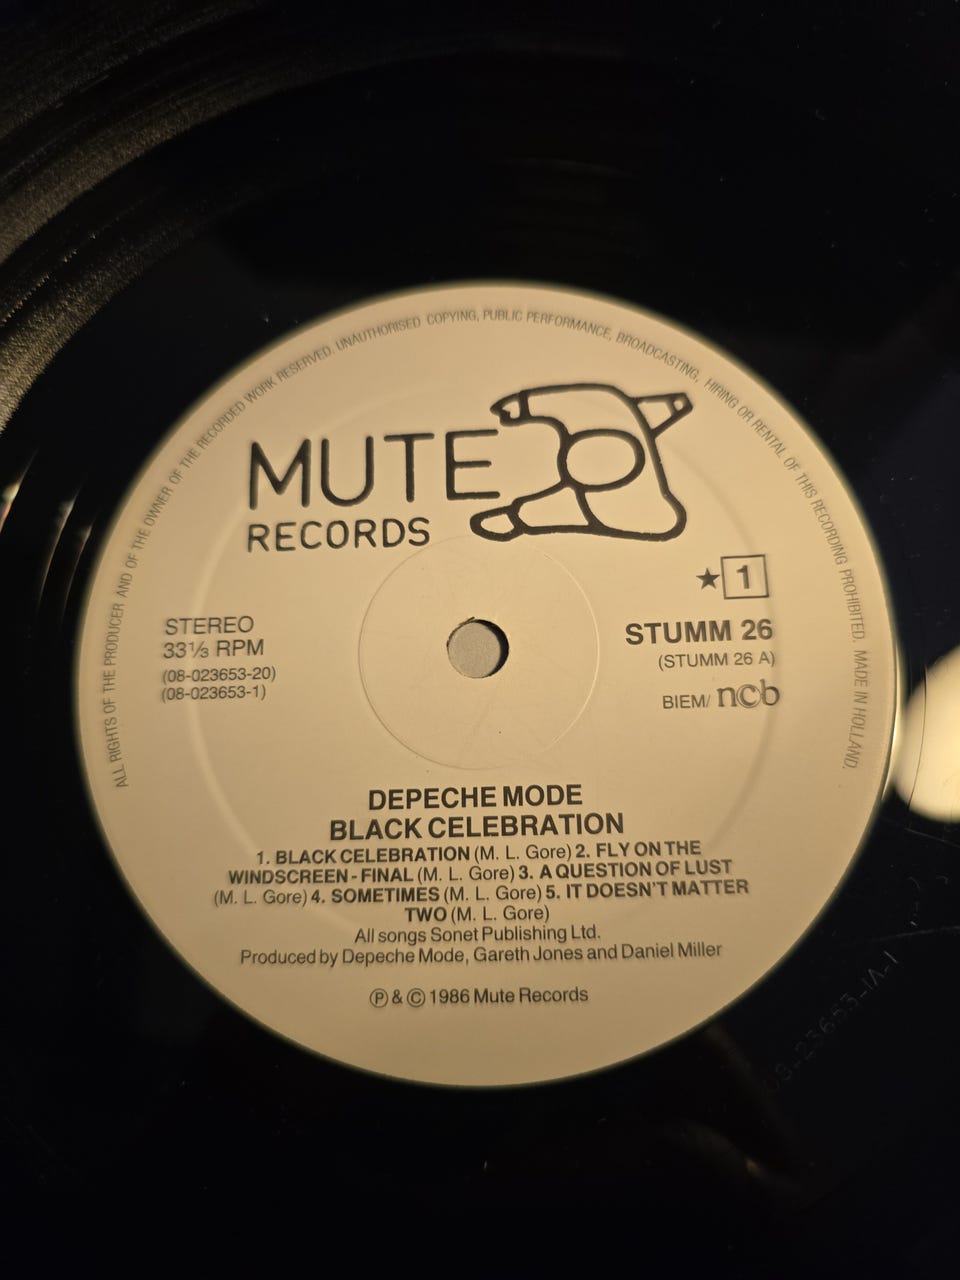 ALL RIGHTS OF THE PRODUCER AND OF THE OWNER OF THE RECORDED WORK RESERVED. UNAUTHORISED COPYING, PUBLIC PERFORMANCE, BROADCASTING, HIRING OR RENTAL OF THIS RECORDING PROHIBITED. MADE IN HOLLAND.
MUTE
RECORDS
★ 1
STEREO
33⅓ RPM
(08-023653-20)
(08-023653-1)
STUMM 26
(STUMM 26 A)
BIEM/ ncb
DEPECHE MODE
BLACK CELEBRATION
1. BLACK CELEBRATION (M. L. Gore) 2. FLY ON THE
WINDSCREEN - FINAL (M. L. Gore) 3. A QUESTION OF LUST
(M. L. Gore) 4. SOMETIMES (M. L. Gore) 5. IT DOESN'T MATTER
TWO (M. L. Gore)
All songs Sonet Publishing Ltd.
Produced by Depeche Mode, Gareth Jones and Daniel Miller
Ⓟ & © 1986 Mute Records